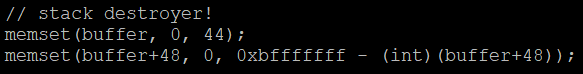 // stack destroyer!
memset(buffer, 0, 44);
memset(buffer+48, 0, 0xbfffffff - (int)(buffer+48));